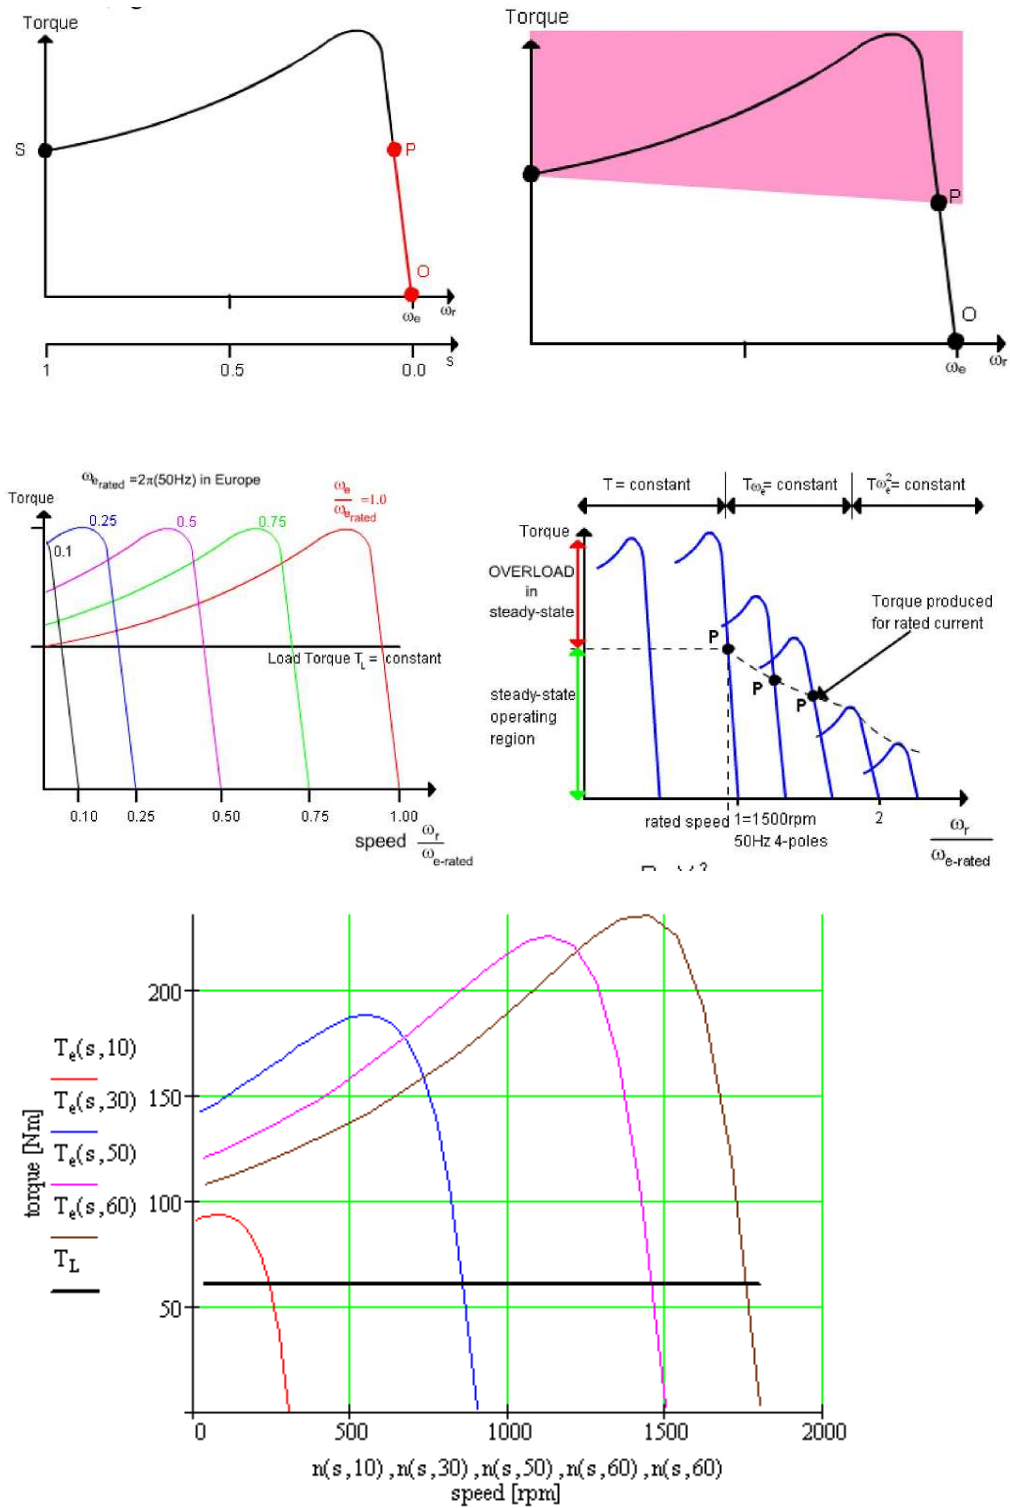 Torque
S
P
O
ωe
ωr
1
0.5
0.0
s
Torque
P
O
ωe
ωr
ωe rated =2π(50Hz) in Europe
Torque
ωe
ωe rated
=1.0
0.1
0.25
0.5
0.75
Load Torque TL = constant
0.10
0.25
0.50
0.75
1.00
speed ωr
ωe-rated
T = constant
Tωe= constant
Tωe²= constant
Torque
OVERLOAD
in
steady-state
Torque produced
for rated current
P
P
P
steady-state
operating
region
rated speed
1=1500rpm
50Hz 4-poles
2
ωr
ωe-rated
torque [Nm]
Te(s,10)
Te(s,30)
Te(s,50)
Te(s,60)
TL
200
150
100
50
0
500
1000
1500
2000
n(s,10) ,n(s,30) ,n(s,50) ,n(s,60) ,n(s,60)
speed [rpm]